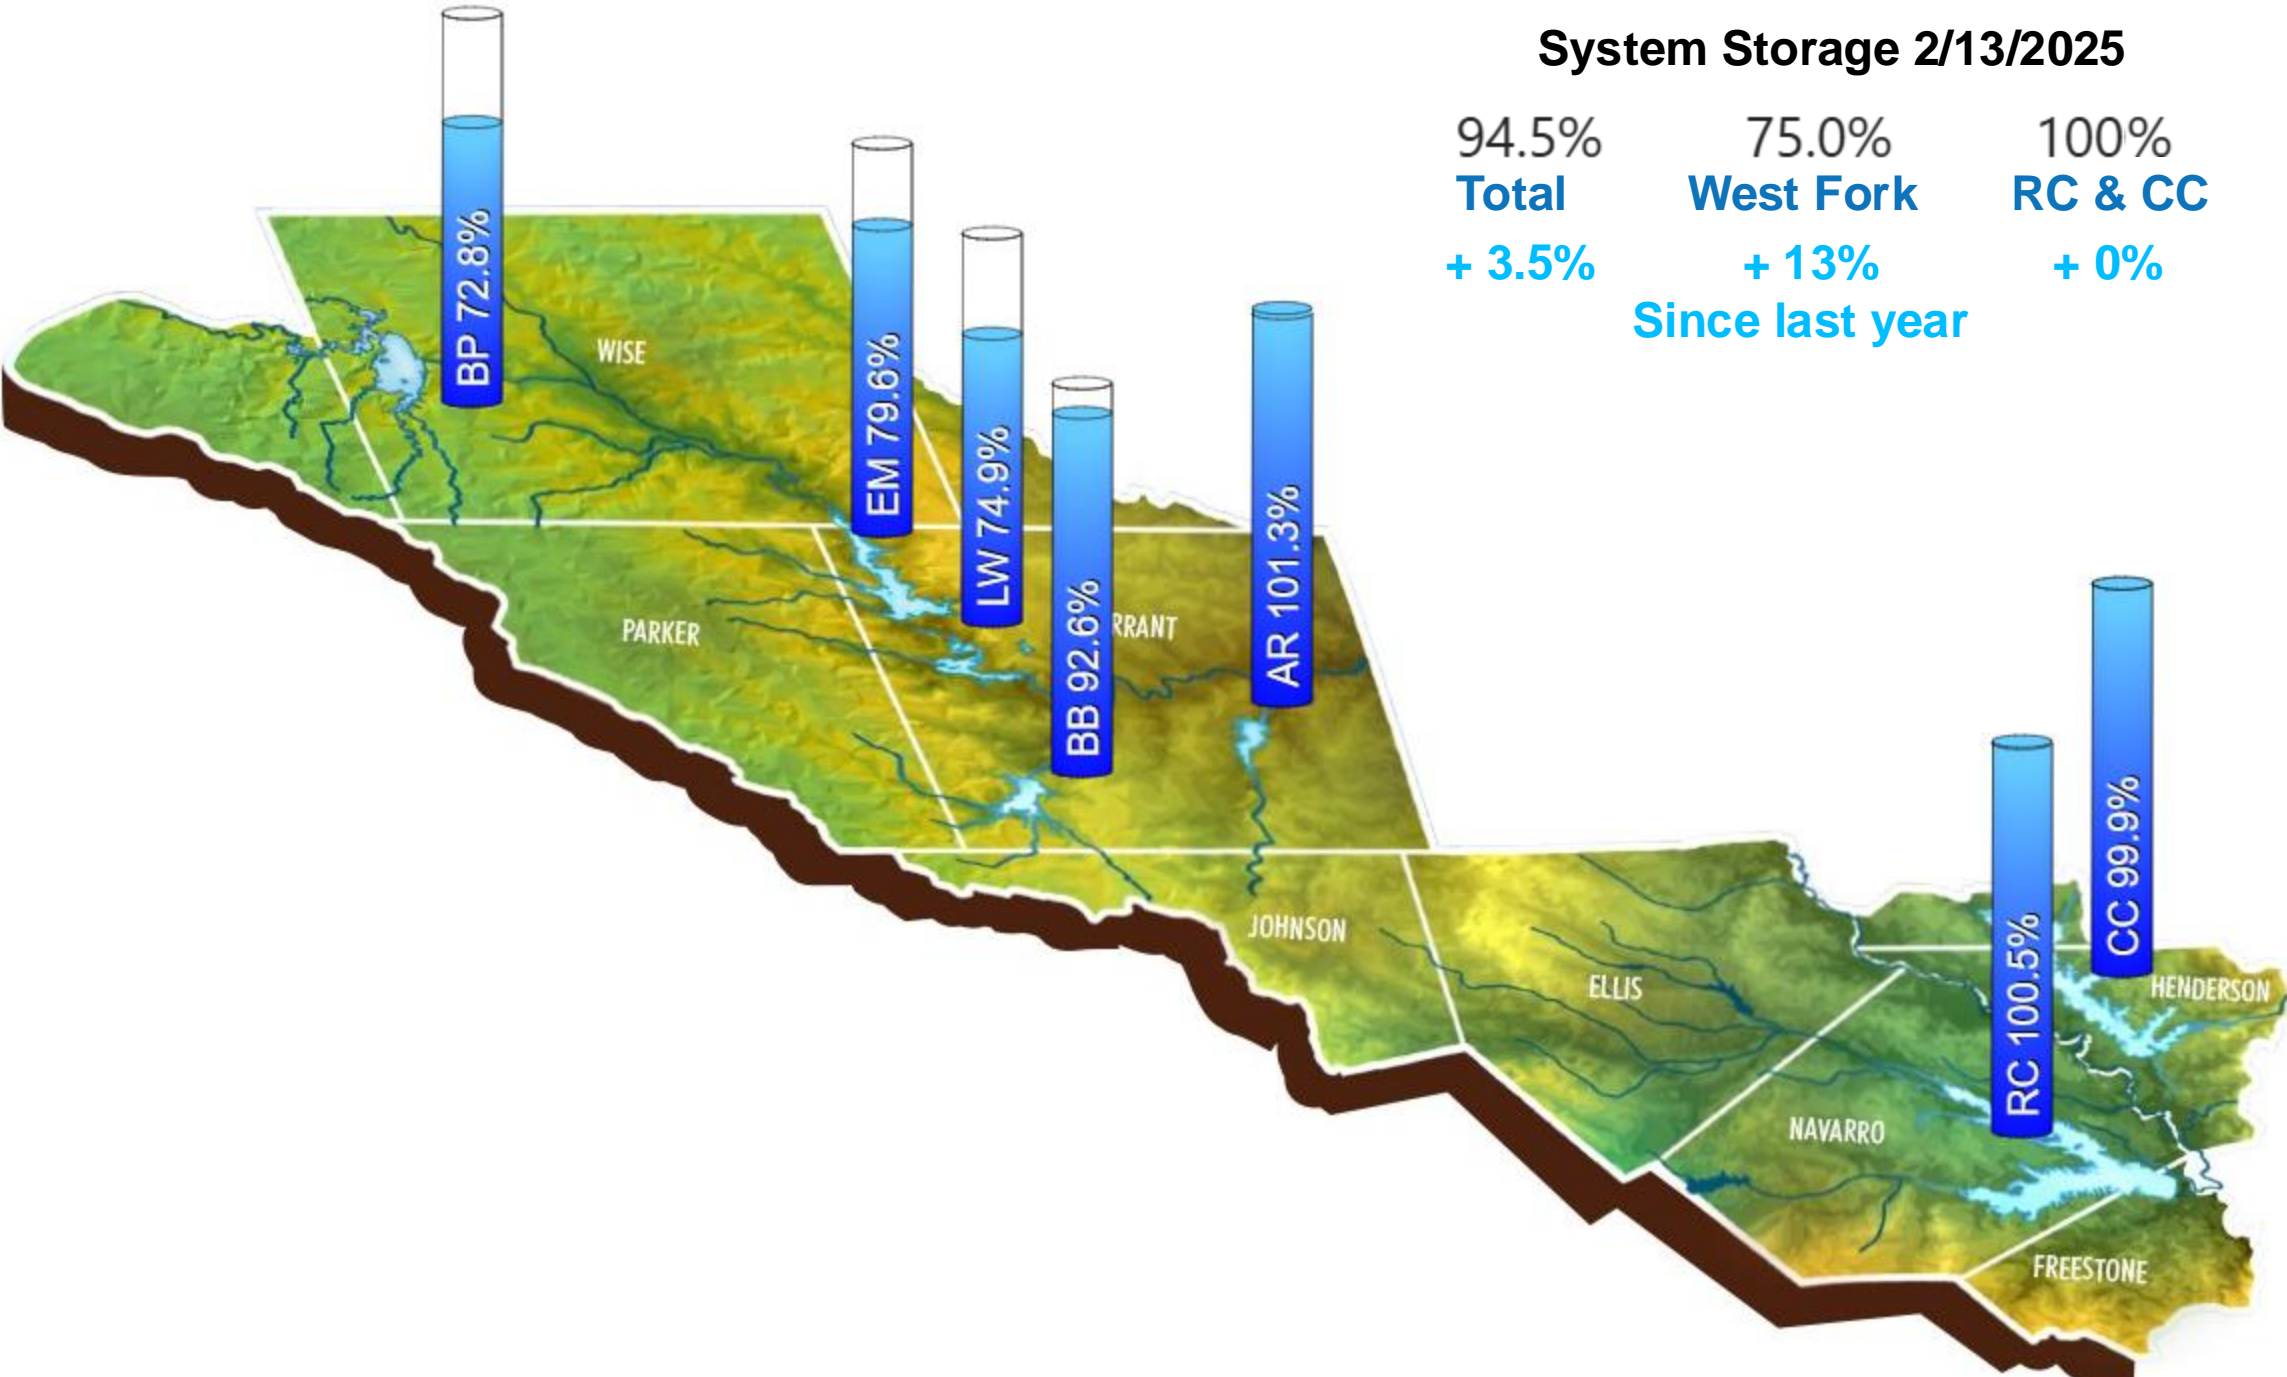 System Storage 2/13/2025
94.5% 75.0% 100%
Total West Fork RC & CC
+ 3.5% + 13% + 0%
Since last year
BP 72.8%
EM 79.6%
LW 74.9%
BB 92.6%
AR 101.3%
RC 100.5%
CC 99.9%
WISE
PARKER
RRANT
JOHNSON
ELLIS
NAVARRO
HENDERSON
FREESTONE